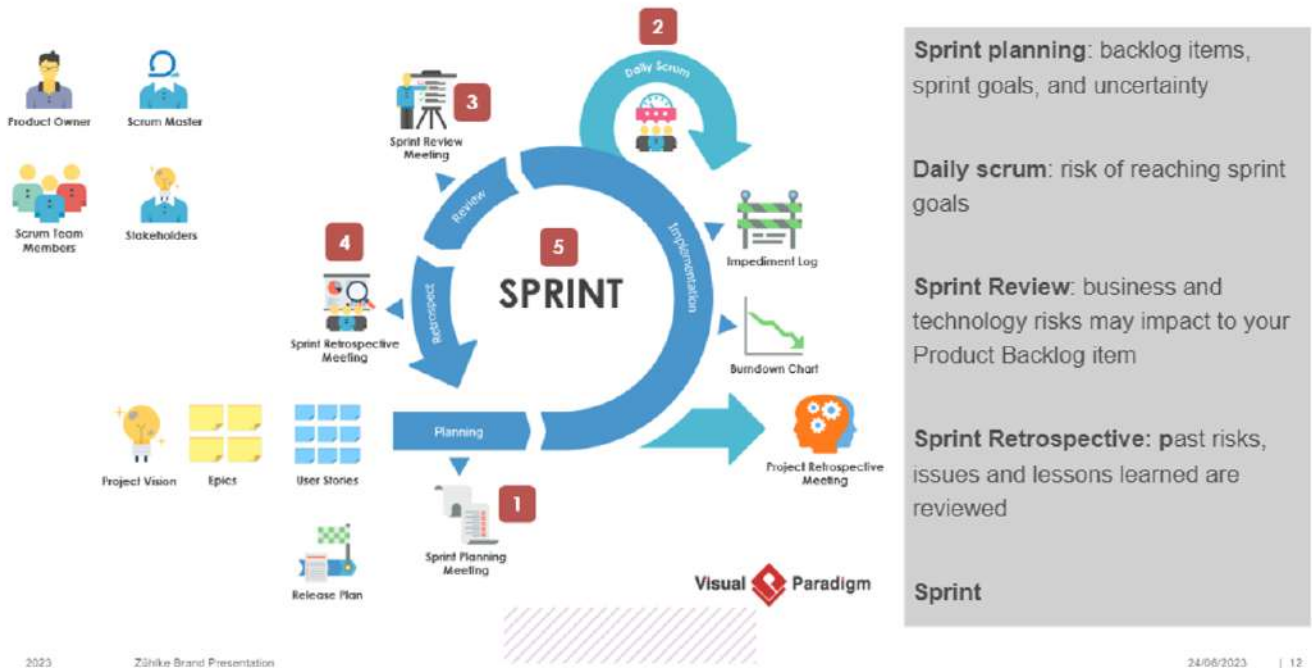 2
Daily Scrum
3
Sprint Review
Meeting
Product Owner
Scrum Master
Scrum Team
Members
Stakeholders
Review
4
Sprint Retrospective
Meeting
Retrospect
5
SPRINT
Implementation
Impediment Log
Burndown Chart
Project Vision
Epics
User Stories
Planning
Project Retrospective
Meeting
1
Sprint Planning
Meeting
Release Plan
Visual Paradigm
Sprint planning: backlog items,
sprint goals, and uncertainty
Daily scrum: risk of reaching sprint
goals
Sprint Review: business and
technology risks may impact to your
Product Backlog item
Sprint Retrospective: past risks,
issues and lessons learned are
reviewed
Sprint
2023
Zühlke Brand Presentation
24/06/2023
| 12